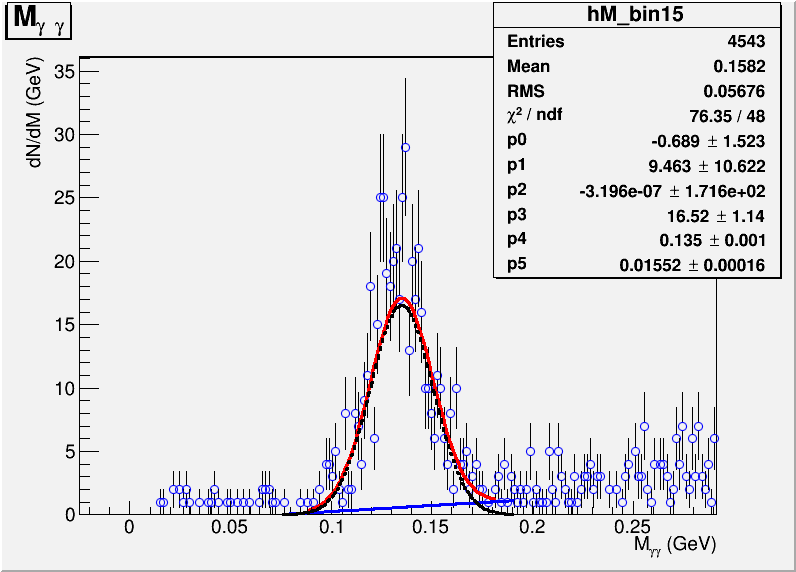 M γ γ
hM_bin15
Entries 4543
Mean 0.1582
RMS 0.05676
χ² / ndf 76.35 / 48
p0 -0.689 ± 1.523
p1 9.463 ± 10.622
p2 -3.196e-07 ± 1.716e+02
p3 16.52 ± 1.14
p4 0.135 ± 0.001
p5 0.01552 ± 0.00016
dN/dM (GeV)
35
30
25
20
15
10
5
0
0 0.05 0.1 0.15 0.2 0.25
Mγγ (GeV)